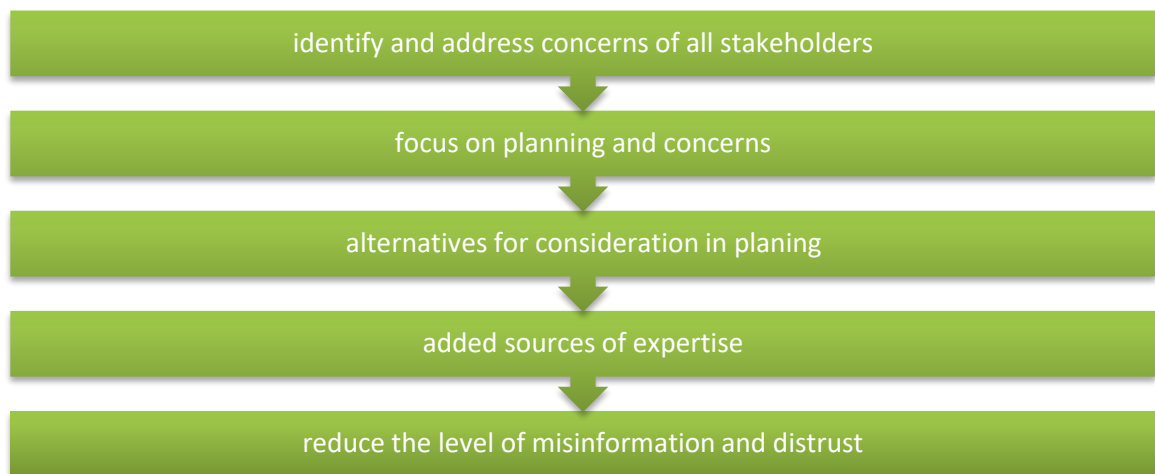 identify and address concerns of all stakeholders
focus on planning and concerns
alternatives for consideration in planing
added sources of expertise
reduce the level of misinformation and distrust